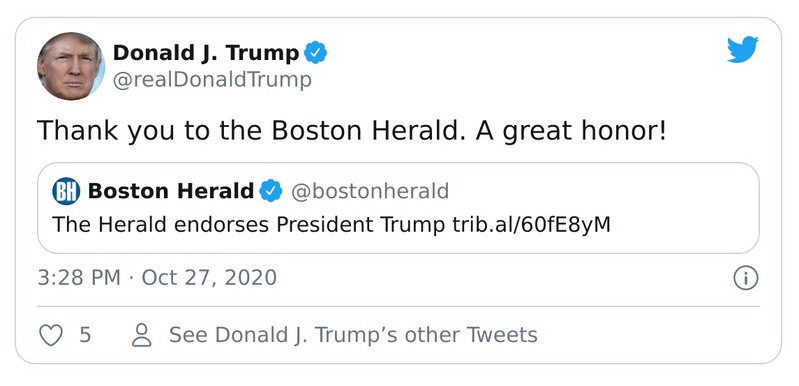 Donald J. Trump
@realDonaldTrump
Thank you to the Boston Herald. A great honor!
BH Boston Herald @bostonherald
The Herald endorses President Trump trib.al/60fE8yM
3:28 PM · Oct 27, 2020
5 See Donald J. Trump’s other Tweets